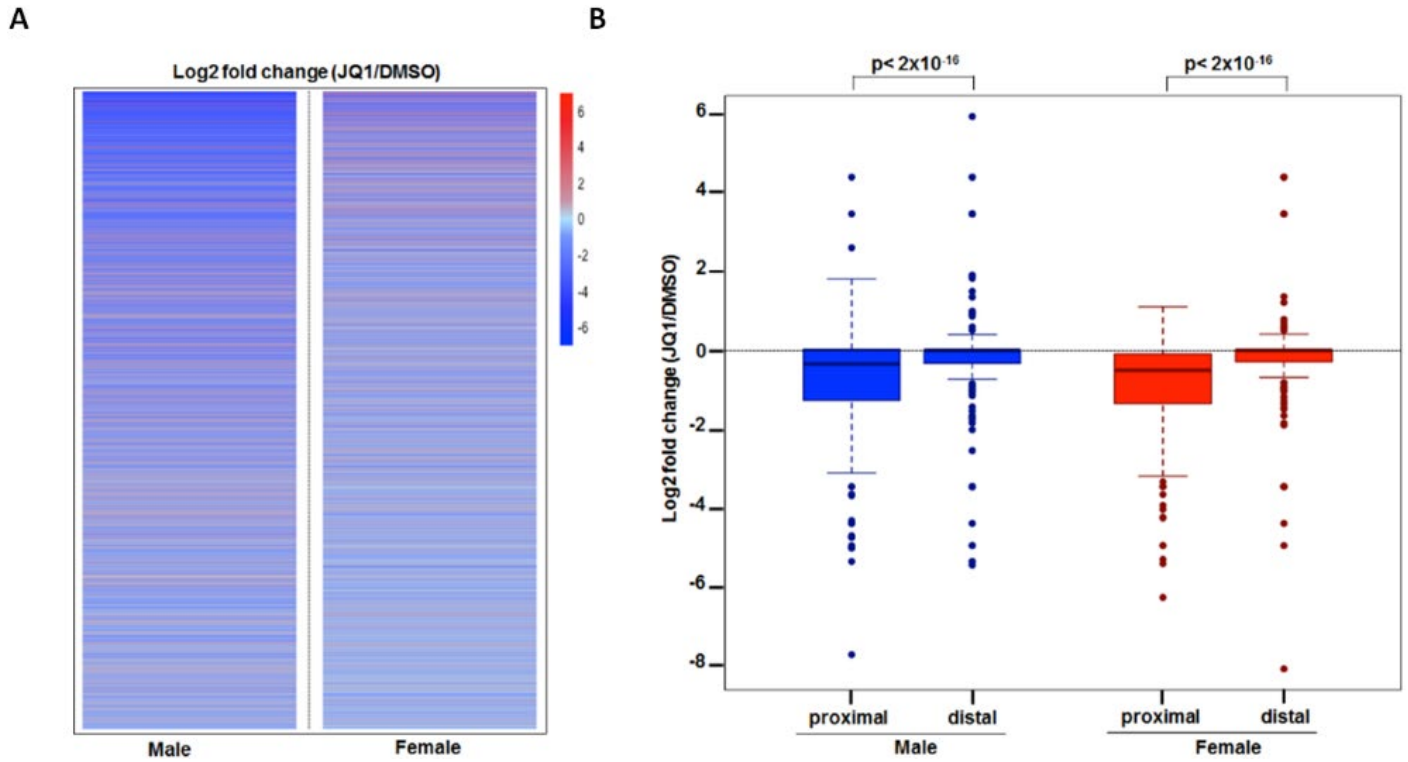 A
B
Log2 fold change (JQ1/DMSO)
6
4
2
0
-2
-4
-6
Male
Female
p< 2x10-16
p< 2x10-16
Log2 fold change (JQ1/DMSO)
6
4
2
0
-2
-4
-6
-8
proximal
distal
proximal
distal
Male
Female